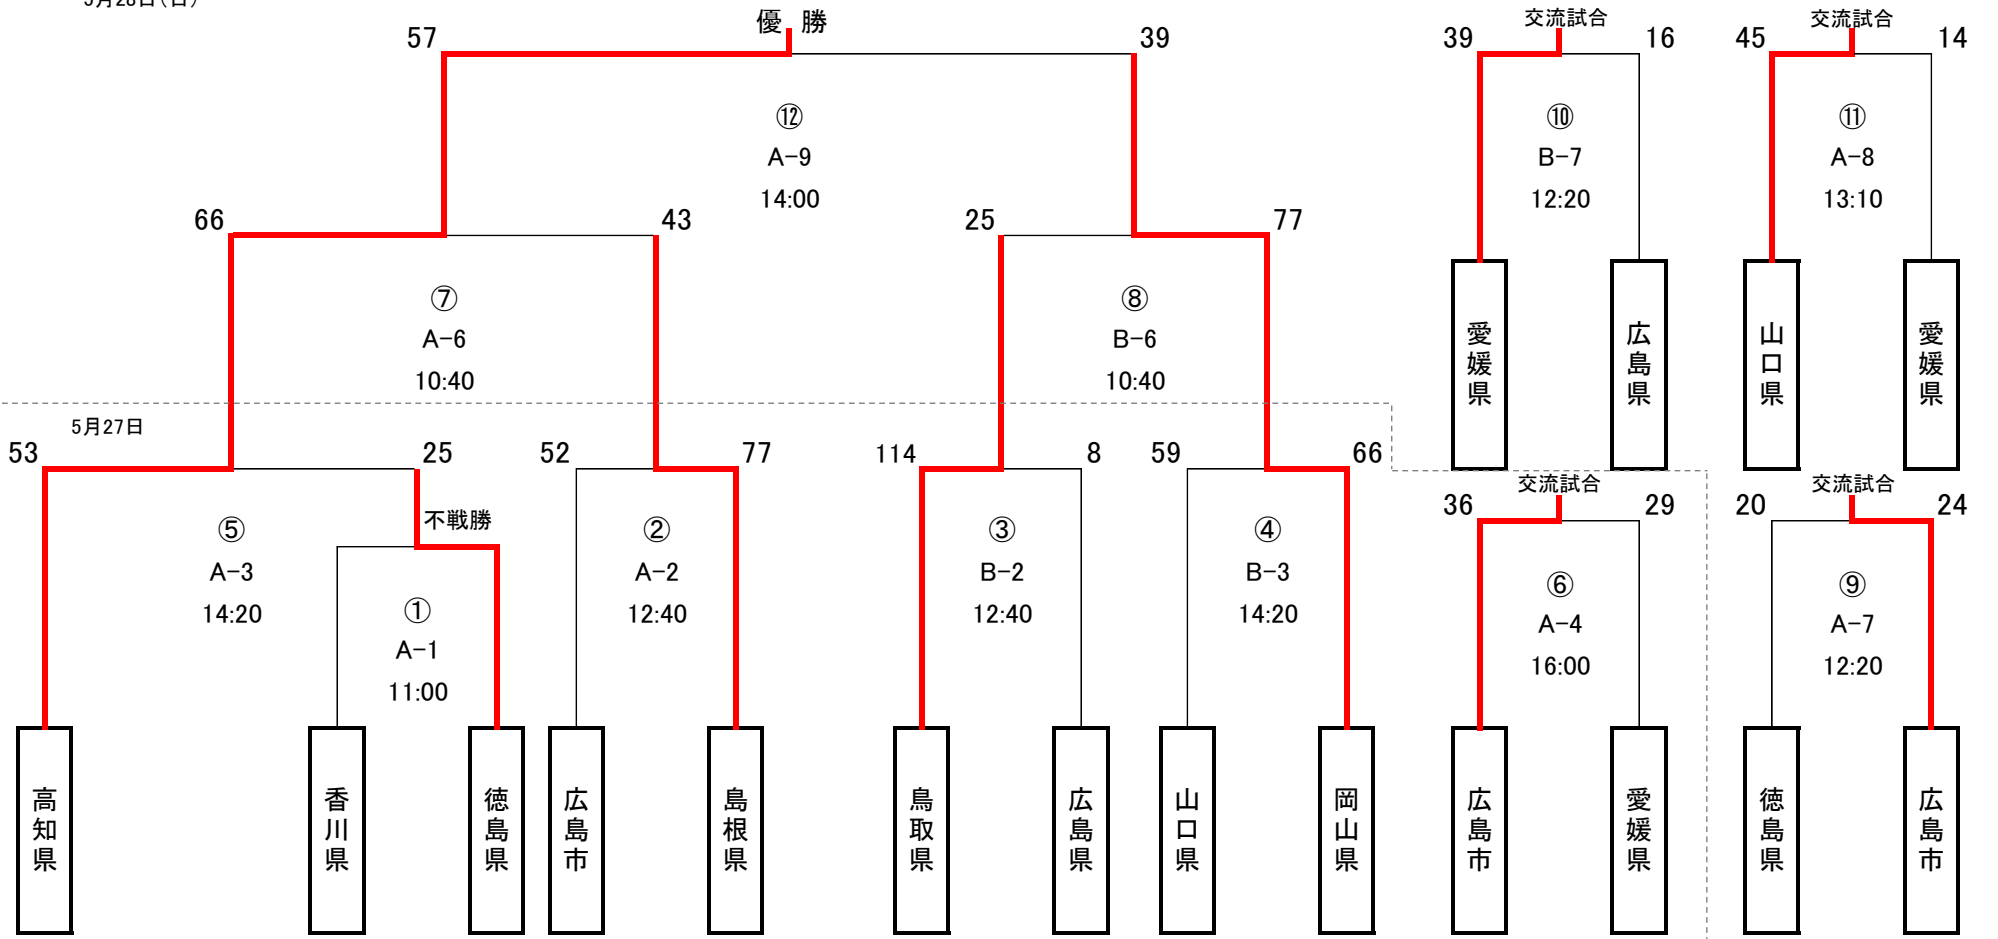 5月28日(日)
優 勝
交流試合
交流試合
57
39
39
16
45
14
⑫
A-9
14:00
⑩
B-7
12:20
⑪
A-8
13:10
66
43
25
77
⑦
A-6
10:40
⑧
B-6
10:40
愛媛県
広島県
山口県
愛媛県
5月27日
53
25
52
77
114
8
59
66
交流試合
交流試合
36
29
20
24
不戦勝
⑤
A-3
14:20
①
A-1
11:00
②
A-2
12:40
③
B-2
12:40
④
B-3
14:20
⑥
A-4
16:00
⑨
A-7
12:20
高知県
香川県
徳島県
広島市
島根県
鳥取県
広島県
山口県
岡山県
広島市
愛媛県
徳島県
広島市